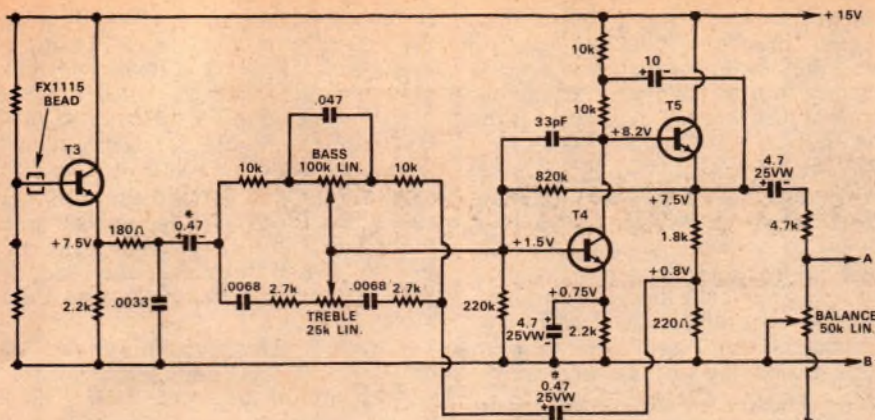 + 15V
10k
10
+ -
FX1115
BEAD
.047
10k
T5
33pF
T3
BASS
100k LIN.
10k
10k
+8.2V
4.7
25VW
+ -
*
0.47
+ -
820k
+7.5V
+7.5V
180Ω
T4
4.7k
+1.5V
1.8k
A
.0068
2.7k
.0068
2.7k
+0.75V
+0.8V
2.2k
.0033
TREBLE
25k LIN.
220k
4.7
25VW
+
-
2.2k
220Ω
BALANCE
50k LIN.
B
*
0.47
25VW
+ -